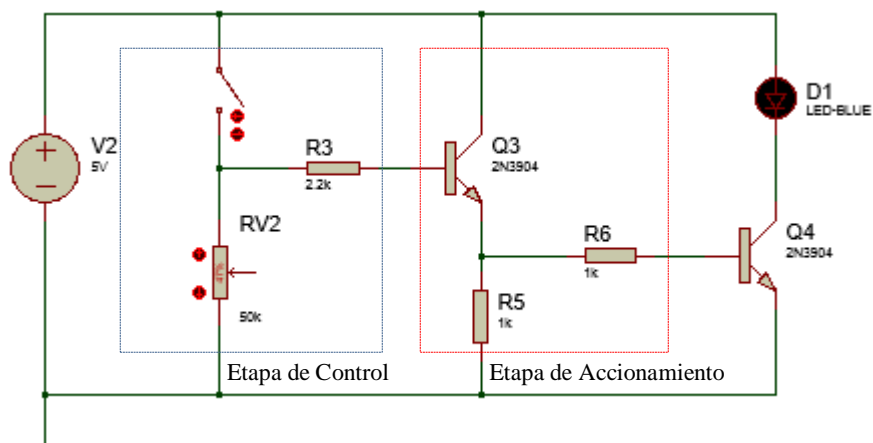 V2
5V
R3
2.2k
RV2
50k
Q3
2N3904
R5
1k
R6
1k
D1
LED-BLUE
Q4
2N3904
Etapa de Control
Etapa de Accionamiento